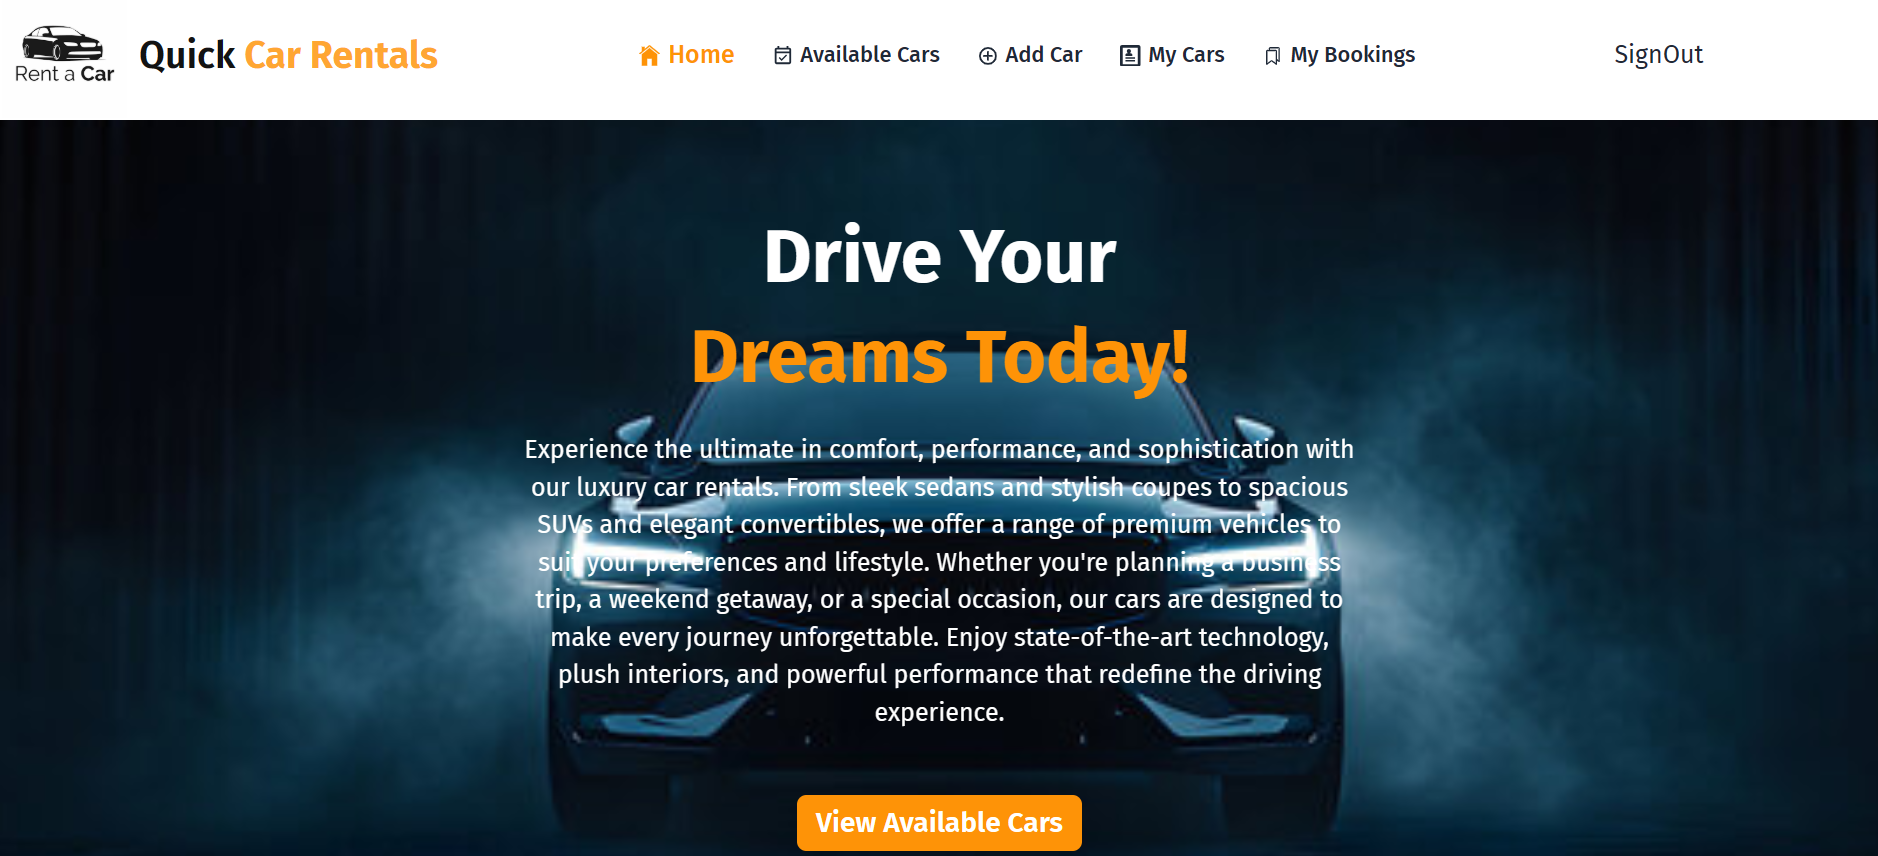 Rent a Car
Quick Car Rentals
Home
Available Cars
Add Car
My Cars
My Bookings
SignOut
Drive Your
Dreams Today!
Experience the ultimate in comfort, performance, and sophistication with
our luxury car rentals. From sleek sedans and stylish coupes to spacious
SUVs and elegant convertibles, we offer a range of premium vehicles to
suit your preferences and lifestyle. Whether you're planning a business
trip, a weekend getaway, or a special occasion, our cars are designed to
make every journey unforgettable. Enjoy state-of-the-art technology,
plush interiors, and powerful performance that redefine the driving
experience.
View Available Cars